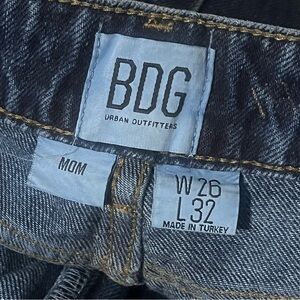 BDG
URBAN OUTFITTERS
MOM
W 26
L 32
MADE IN TURKEY